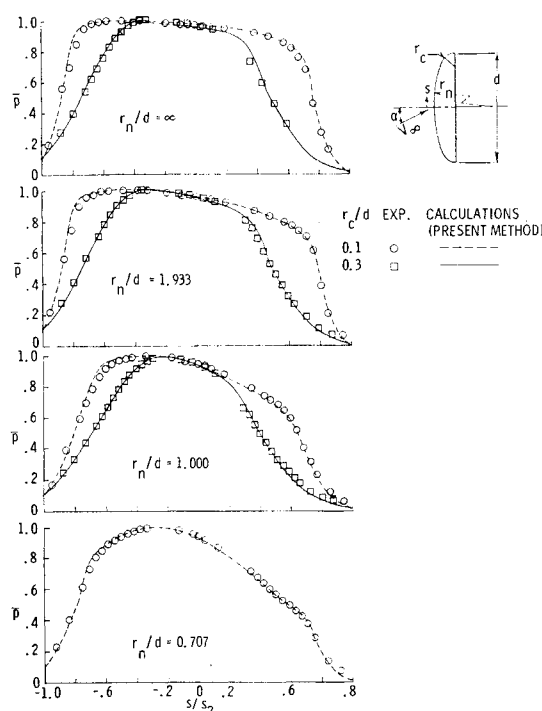 1.0
.8
.6
.4
.2
0
p̄
r_n/d = ∞
1.0
.8
.6
.4
.2
0
p̄
r_n/d = 1.933
1.0
.8
.6
.4
.2
0
p̄
r_n/d = 1.000
1.0
.8
.6
.4
.2
0
p̄
r_n/d = 0.707
-1.0 -.6 -.2 0 .2 .4 .8
s/s_2
r_c
s
r_n
d
α
∞
r_c/d EXP. CALCULATIONS
(PRESENT METHOD)
0.1
0.3